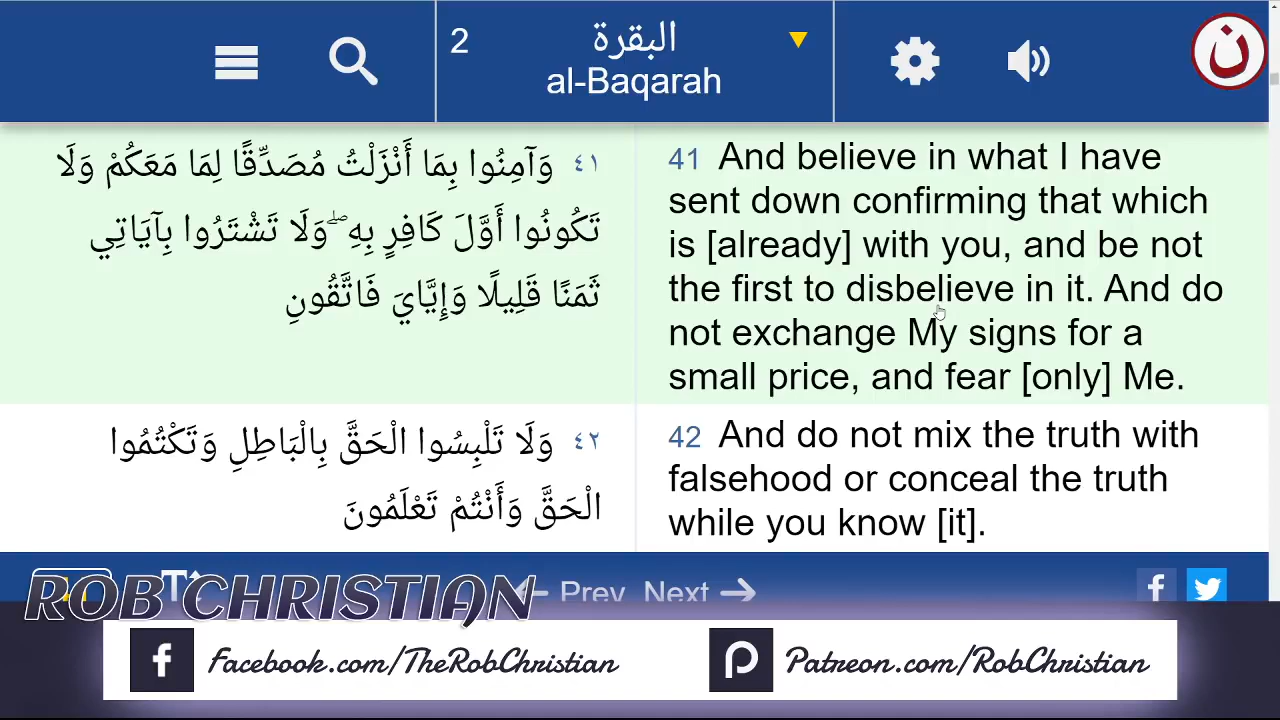 2
البقرة
al-Baqarah
ن
٤١ وَآمِنُوا بِمَا أَنْزَلْتُ مُصَدِّقًا لِمَا مَعَكُمْ وَلَا
تَكُونُوا أَوَّلَ كَافِرٍ بِهِ ۖ وَلَا تَشْتَرُوا بِآيَاتِي
ثَمَنًا قَلِيلًا وَإِيَّايَ فَاتَّقُونِ
41 And believe in what I have
sent down confirming that which
is [already] with you, and be not
the first to disbelieve in it. And do
not exchange My signs for a
small price, and fear [only] Me.
٤٢ وَلَا تَلْبِسُوا الْحَقَّ بِالْبَاطِلِ وَتَكْتُمُوا
الْحَقَّ وَأَنْتُمْ تَعْلَمُونَ
42 And do not mix the truth with
falsehood or conceal the truth
while you know [it].
ROB CHRISTIAN
← Prev Next →
Facebook.com/TheRobChristian
Patreon.com/RobChristian